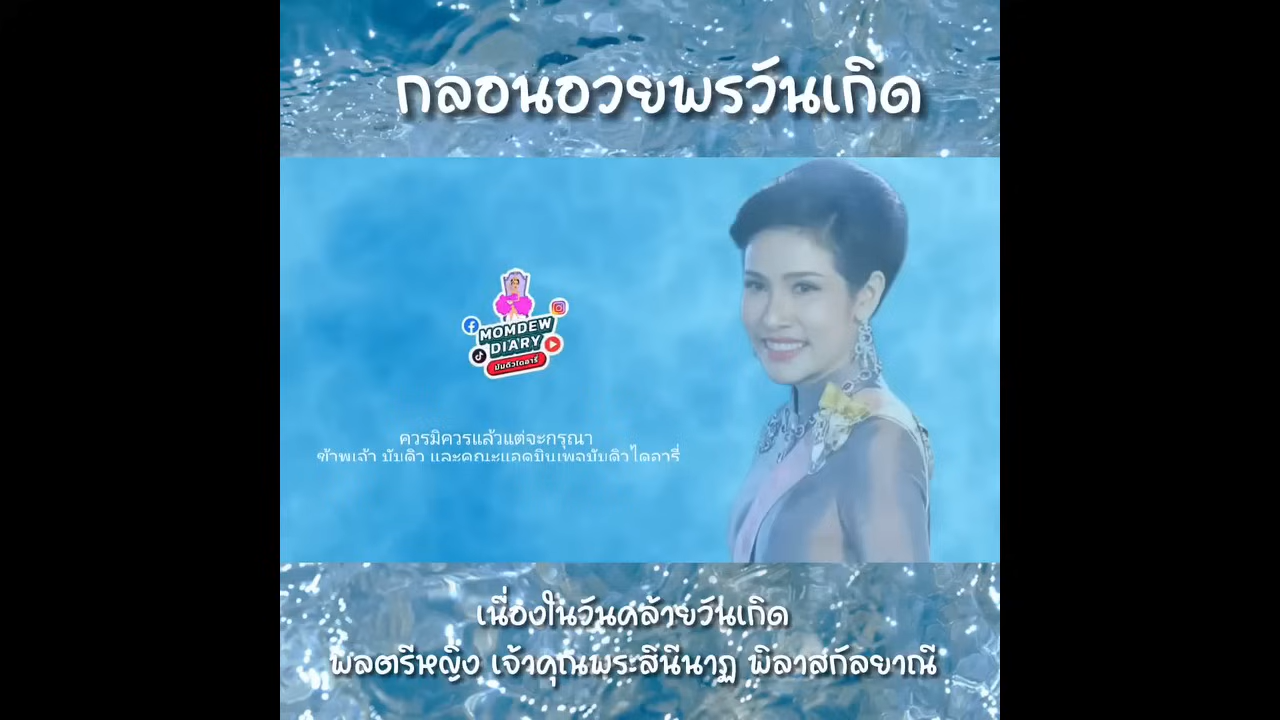 กลอนอวยพรวันเกิด
MOMDEW
DIARY
มัมดิวไดอารี่
ควรมิควรแล้วแต่จะกรุณา
ข้าพเจ้า มัมดิว และคณะแอดมินเพจมัมดิวไดอารี่
เนื่องในวันคล้ายวันเกิด
พลตรีหญิง เจ้าคุณพระสีนีนาฏ พิลาสกัลยาณี